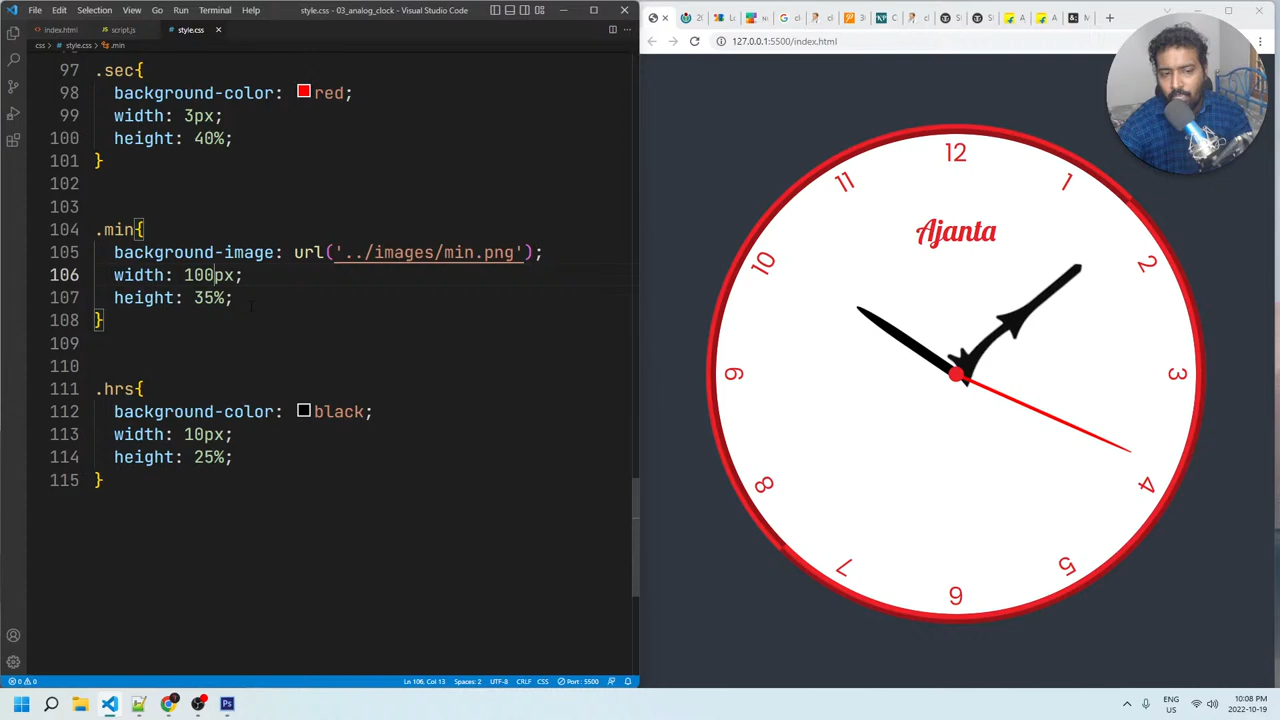 File Edit Run Terminal Help
style.css - 03_analog_clock - Visual Studio Code
index.html
script.js
style.css
css > style.css > .min
97 .sec{
98 background-color: red;
99 width: 3px;
100 height: 40%;
101 }
102
103
104 .min{
105 background-image: url('../images/min.png');
106 width: 100px;
107 height: 35%;
108 }
109
110
111 .hrs{
112 background-color: black;
113 width: 10px;
114 height: 25%;
115 }
0 0
Ln 106, Col 13 Spaces: 2 UTF-8 CRLF CSS Port : 5500
127.0.0.1:5500/index.html
12
11 1
Ajanta
10 2
9 3
8 4
7 5
6
ENG
US
10:08 PM
2022-10-19